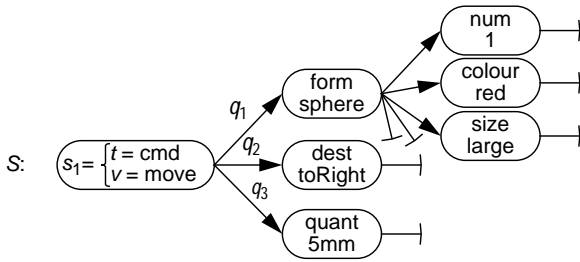 num
1
form
sphere
colour
red
q1
size
large
q2
S:
s1= { t = cmd
v = move
dest
toRight
q3
quant
5mm